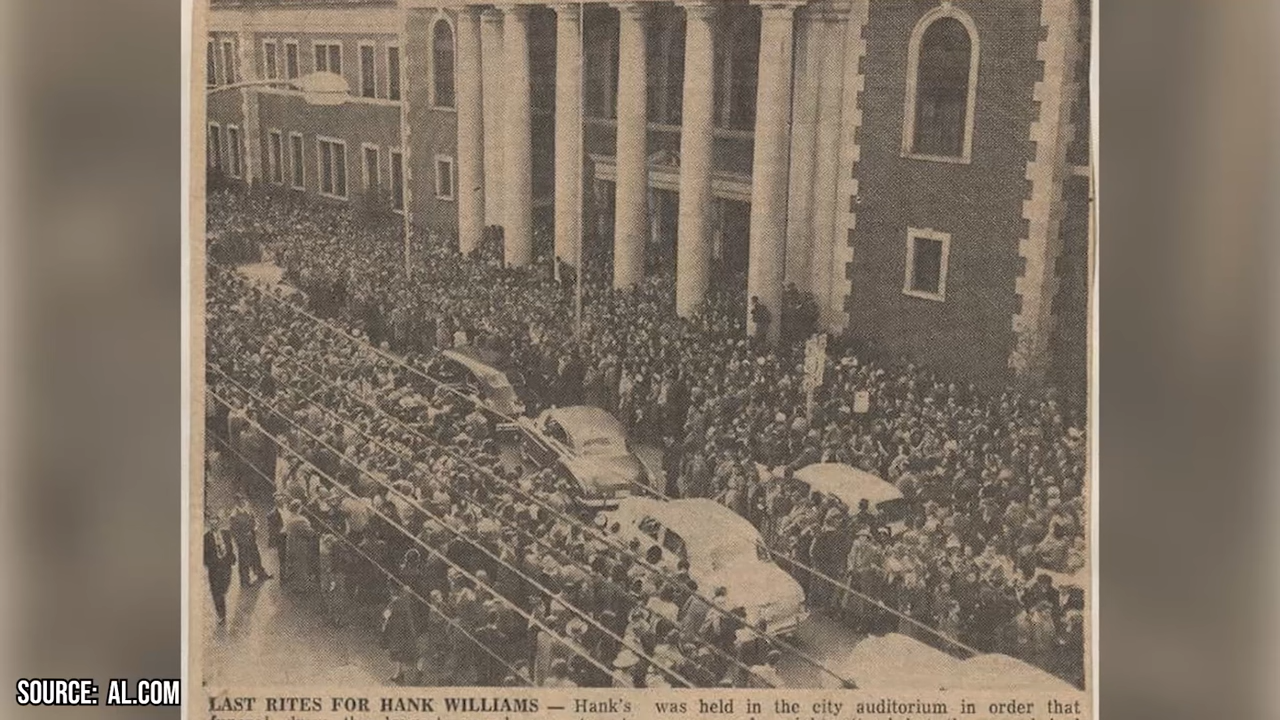 LAST RITES FOR HANK WILLIAMS — Hank's
was held in the city auditorium in order that
SOURCE: AL.COM